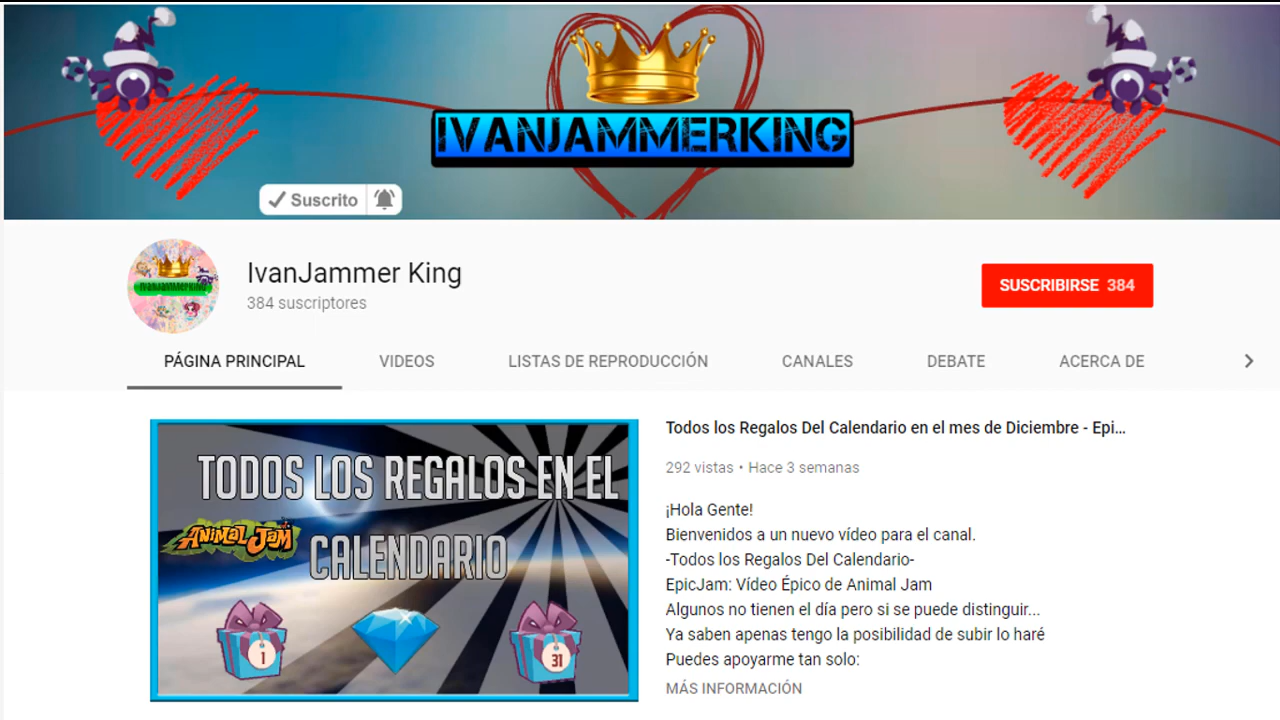 IVANJAMMERKING
Suscrito
IVANJAMMERKING
IvanJammer King
384 suscriptores
SUSCRIBIRSE 384
PÁGINA PRINCIPAL
VIDEOS
LISTAS DE REPRODUCCIÓN
CANALES
DEBATE
ACERCA DE
TODOS LOS REGALOS EN EL
ANIMAL JAM
CALENDARIO
1
31
Todos los Regalos Del Calendario en el mes de Diciembre - Epi...
292 vistas • Hace 3 semanas
¡Hola Gente!
Bienvenidos a un nuevo vídeo para el canal.
-Todos los Regalos Del Calendario-
EpicJam: Vídeo Épico de Animal Jam
Algunos no tienen el día pero si se puede distinguir...
Ya saben apenas tengo la posibilidad de subir lo haré
Puedes apoyarme tan solo:
MÁS INFORMACIÓN